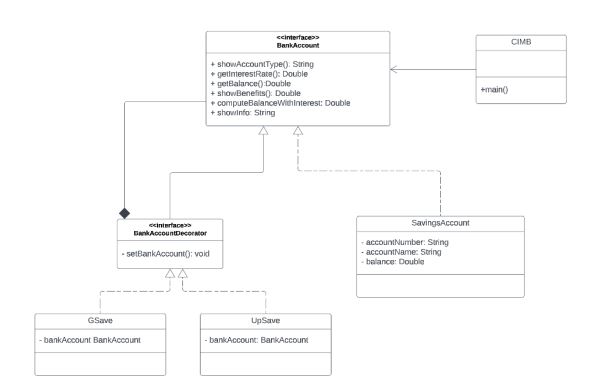 <<interface>>
BankAccount
+ showAccountType(): String
+ getInterestRate(): Double
+ getBalance():Double
+ showBenefits(): Double
+ computeBalanceWithInterest: Double
+ showInfo: String
CIMB
+main()
<<interface>>
BankAccountDecorator
- setBankAccount(): void
SavingsAccount
- accountNumber: String
- accountName: String
- balance: Double
GSave
- bankAccount BankAccount
UpSave
- bankAccount: BankAccount